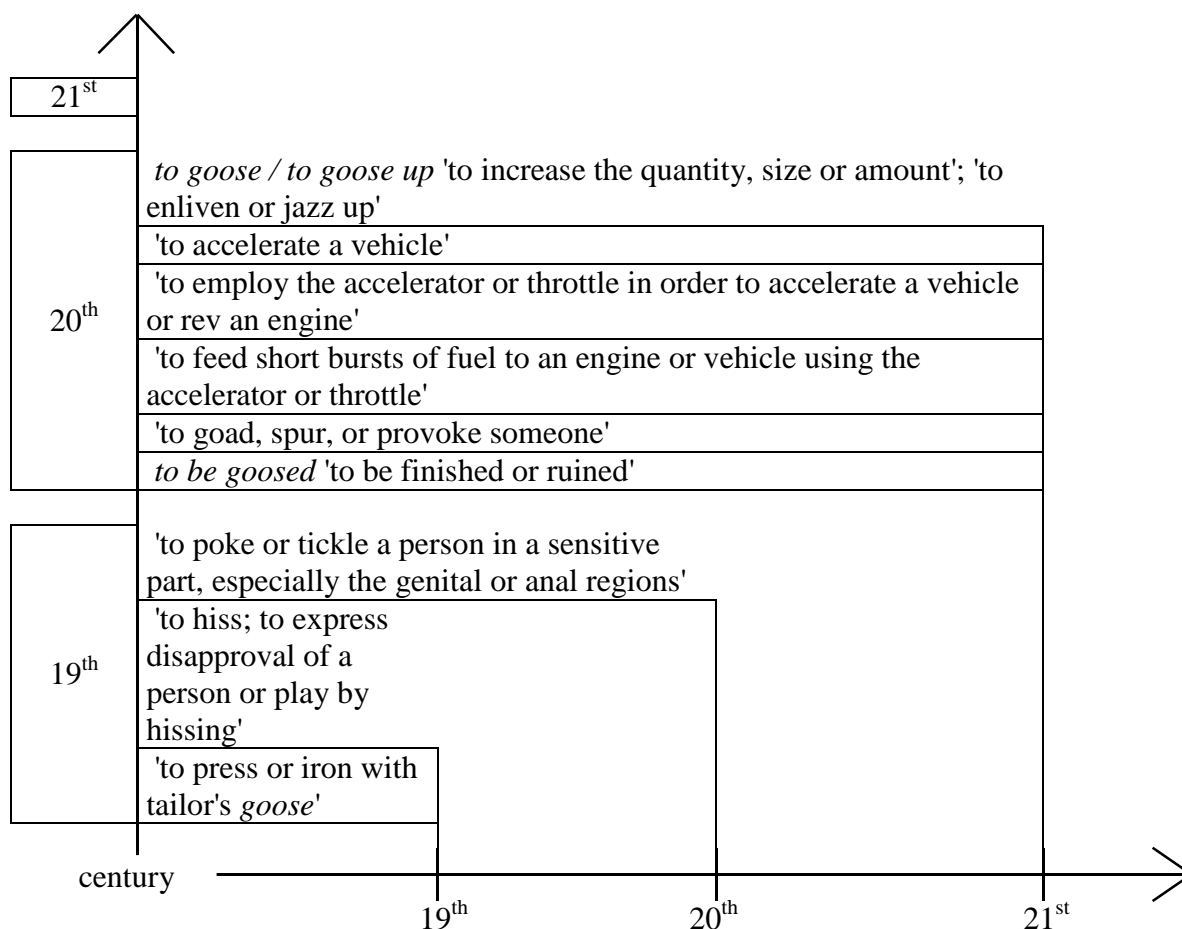 21st
to goose / to goose up 'to increase the quantity, size or amount'; 'to
enliven or jazz up'
'to accelerate a vehicle'
'to employ the accelerator or throttle in order to accelerate a vehicle
or rev an engine'
20th
'to feed short bursts of fuel to an engine or vehicle using the
accelerator or throttle'
'to goad, spur, or provoke someone'
to be goosed 'to be finished or ruined'
'to poke or tickle a person in a sensitive
part, especially the genital or anal regions'
'to hiss; to express
disapproval of a
person or play by
hissing'
19th
'to press or iron with
tailor's goose'
century
19th
20th
21st